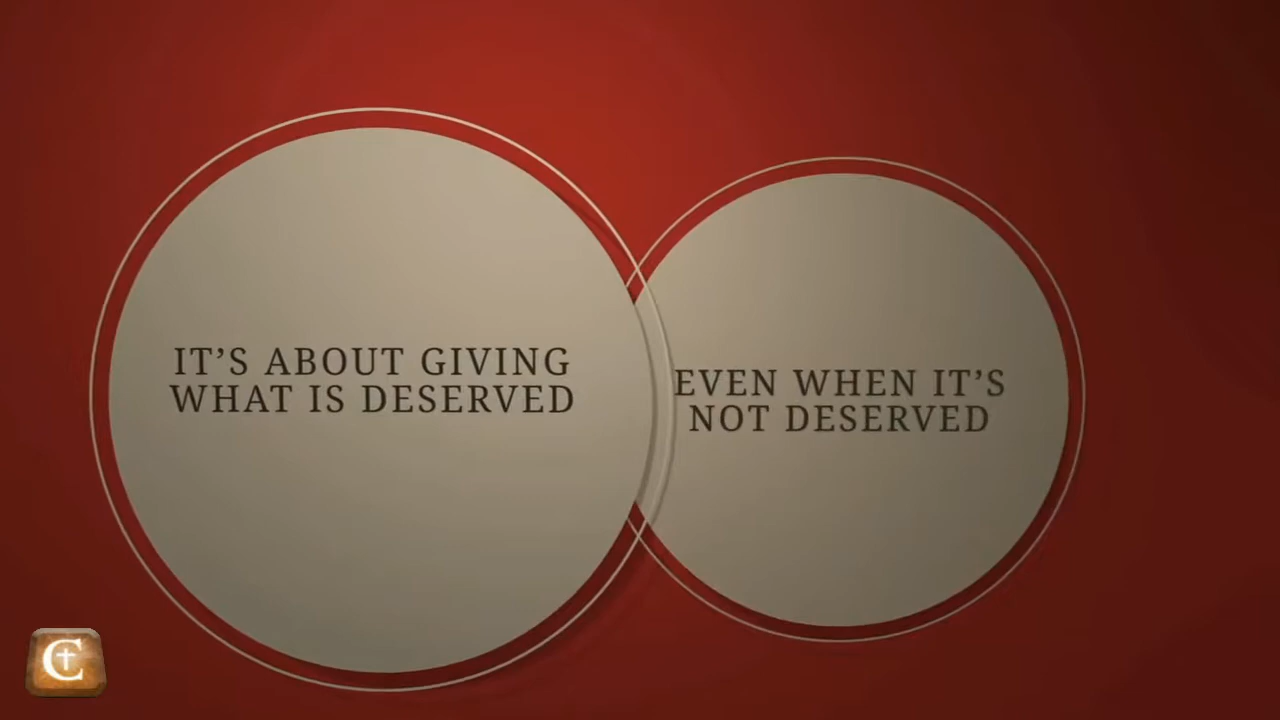 IT’S ABOUT GIVING
WHAT IS DESERVED
EVEN WHEN IT’S
NOT DESERVED
C